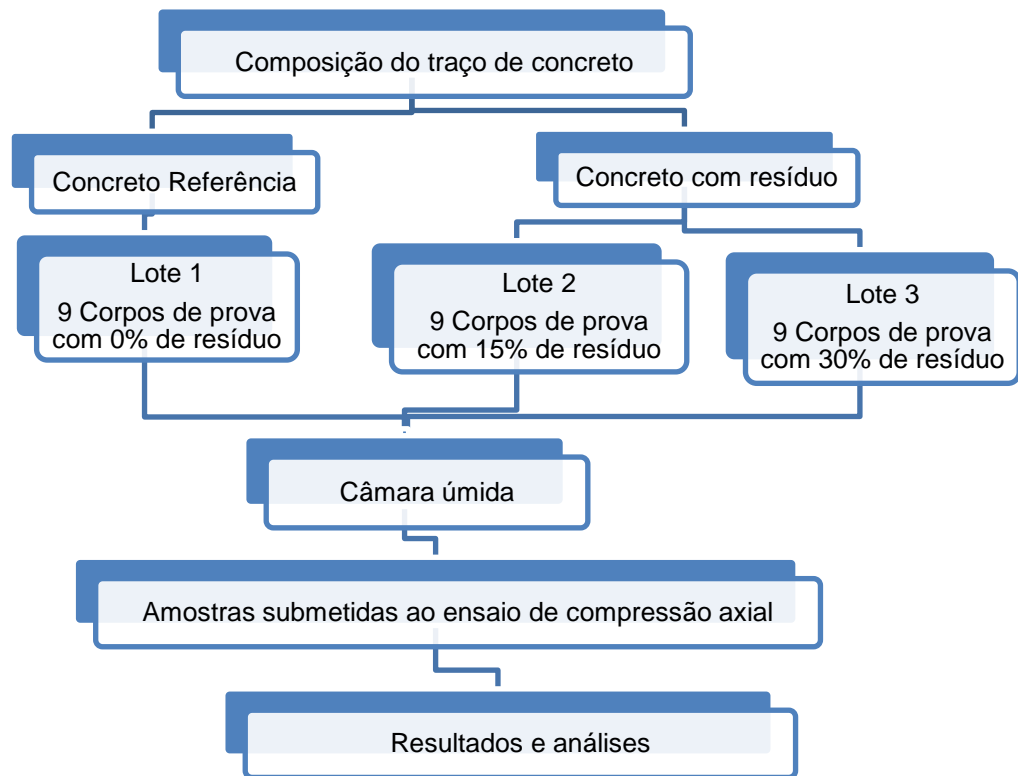 Composição do traço de concreto
Concreto Referência
Concreto com resíduo
Lote 1
9 Corpos de prova
com 0% de resíduo
Lote 2
9 Corpos de prova
com 15% de resíduo
Lote 3
9 Corpos de prova
com 30% de resíduo
Câmara úmida
Amostras submetidas ao ensaio de compressão axial
Resultados e análises